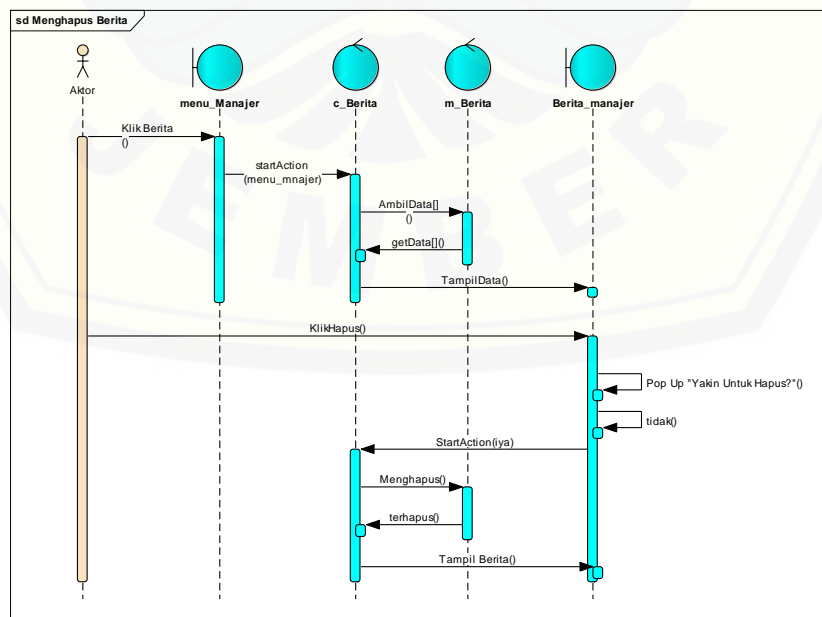 sd Menghapus Berita
Aktor
menu_Manajer
c_Berita
m_Berita
Berita_manajer
Klik Berita
()
startAction
(menu_mnajer)
AmbilData[]
()
getData[]()
TampilData()
KlikHapus()
Pop Up "Yakin Untuk Hapus?"()
tidak()
StartAction(iya)
Menghapus()
terhapus()
Tampil Berita()
JEMBER